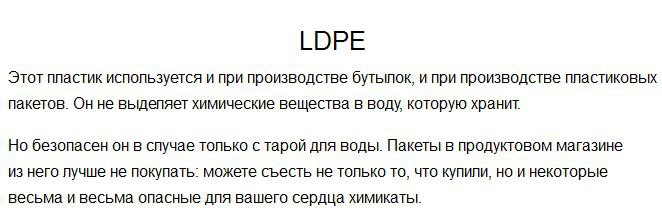 LDPE
Этот пластик используется и при производстве бутылок, и при производстве пластиковых
пакетов. Он не выделяет химические вещества в воду, которую хранит.
Но безопасен он в случае только с тарой для воды. Пакеты в продуктовом магазине
из него лучше не покупать: можете съесть не только то, что купили, но и некоторые
весьма и весьма опасные для вашего сердца химикаты.